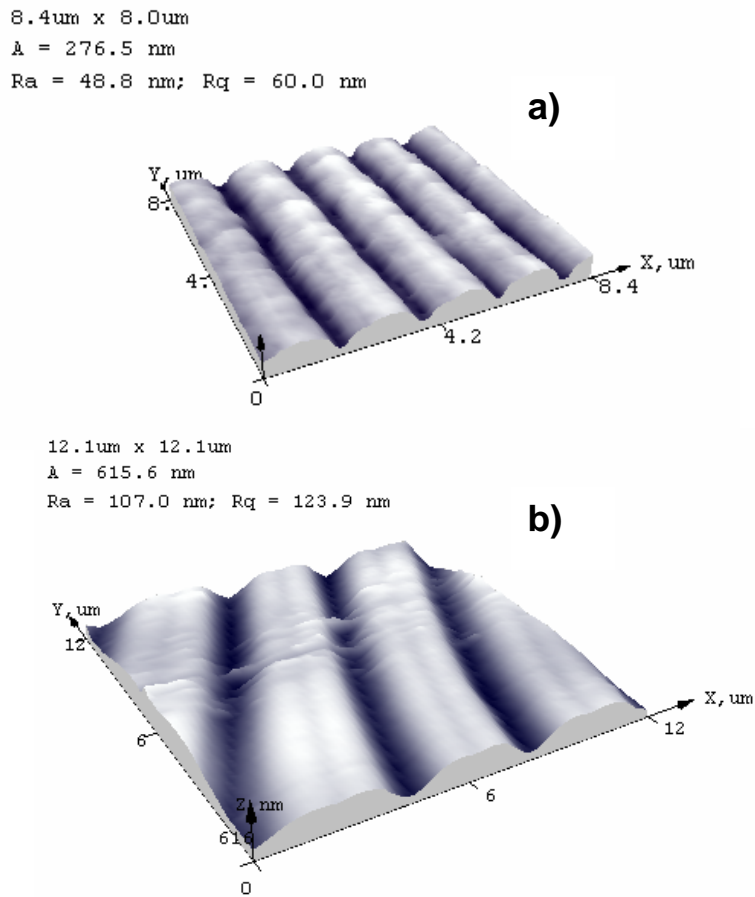 8.4um x 8.0um
A = 276.5 nm
Ra = 48.8 nm; Rq = 60.0 nm
a)
Y, um
8.
4.
X, um
8.4
4.2
0
12.1um x 12.1um
A = 615.6 nm
Ra = 107.0 nm; Rq = 123.9 nm
b)
Y, um
12
6
X, um
12
6
Z, nm
616
0